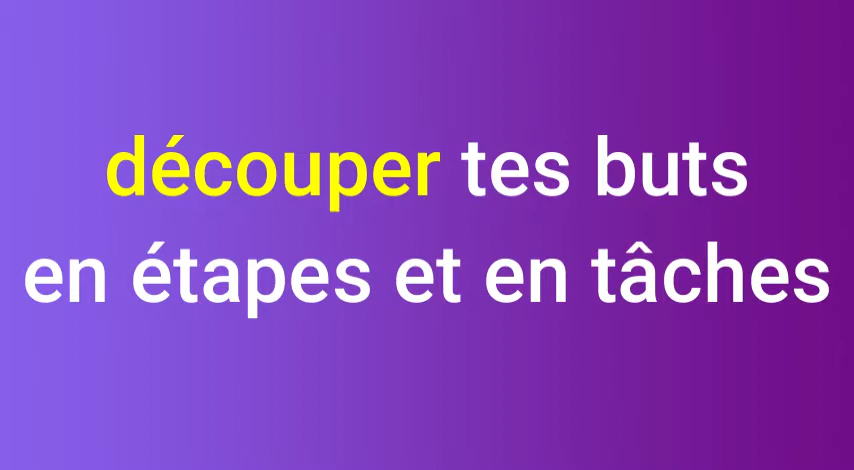 découper tes buts
en étapes et en tâches